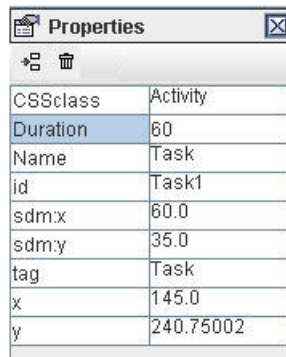 Properties
CSSclass Activity
Duration 60
Name Task
id Task1
sdm:x 60.0
sdm:y 35.0
tag Task
x 145.0
y 240.75002